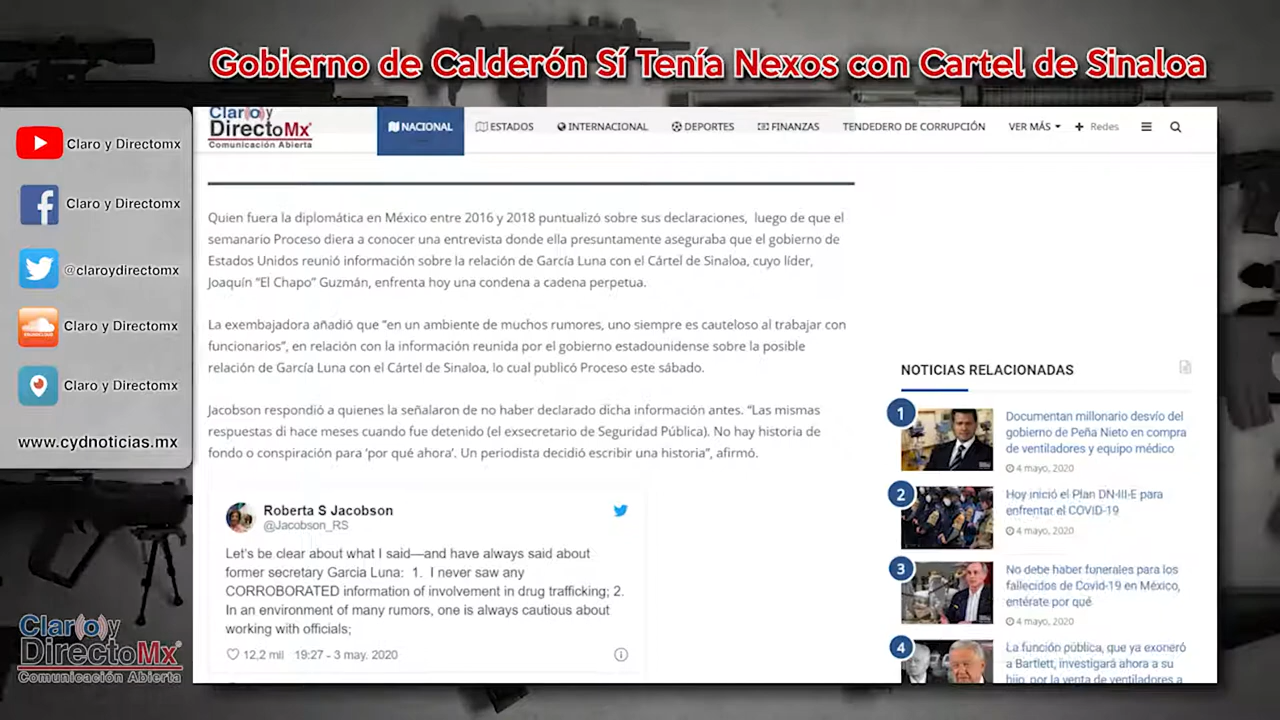 Gobierno de Calderón Sí Tenía Nexos con Cartel de Sinaloa
Claro y Directomx
Claro y Directomx
@claroydirectomx
Claro y Directomx
Claro y Directomx
www.cydnoticias.mx
Claro y
DirectoMx
Comunicación Abierta
NACIONAL
ESTADOS
INTERNACIONAL
DEPORTES
FINANZAS
TENDEDERO DE CORRUPCIÓN
VER MÁS
Redes
Quien fuera la diplomática en México entre 2016 y 2018 puntualizó sobre sus declaraciones, luego de que el
semanario Proceso diera a conocer una entrevista donde ella presuntamente aseguraba que el gobierno de
Estados Unidos reunió información sobre la relación de García Luna con el Cártel de Sinaloa, cuyo líder,
Joaquín "El Chapo" Guzmán, enfrenta hoy una condena a cadena perpetua.
La exembajadora añadió que "en un ambiente de muchos rumores, uno siempre es cauteloso al trabajar con
funcionarios", en relación con la información reunida por el gobierno estadounidense sobre la posible
relación de García Luna con el Cártel de Sinaloa, lo cual publicó Proceso este sábado.
Jacobson respondió a quienes la señalaron de no haber declarado dicha información antes. "Las mismas
respuestas di hace meses cuando fue detenido (el exsecretario de Seguridad Pública). No hay historia de
fondo o conspiración para 'por qué ahora'. Un periodista decidió escribir una historia", afirmó.
Roberta S Jacobson
@Jacobson_RS
Let's be clear about what I said—and have always said about
former secretary Garcia Luna: 1. I never saw any
CORROBORATED information of involvement in drug trafficking; 2.
In an environment of many rumors, one is always cautious about
working with officials;
12,2 mil 19:27 - 3 may. 2020
NOTICIAS RELACIONADAS
1
Documentan millonario desvío del
gobierno de Peña Nieto en compra
de ventiladores y equipo médico
4 mayo, 2020
2
Hoy inició el Plan DN-III-E para
enfrentar el COVID-19
4 mayo, 2020
3
No debe haber funerales para los
fallecidos de Covid-19 en México,
entérate por qué
4 mayo, 2020
4
La función pública, que ya exoneró
a Bartlett, investigará ahora a su
hijo, por la venta de ventiladores a
Claro y
DirectoMx
Comunicación Abierta